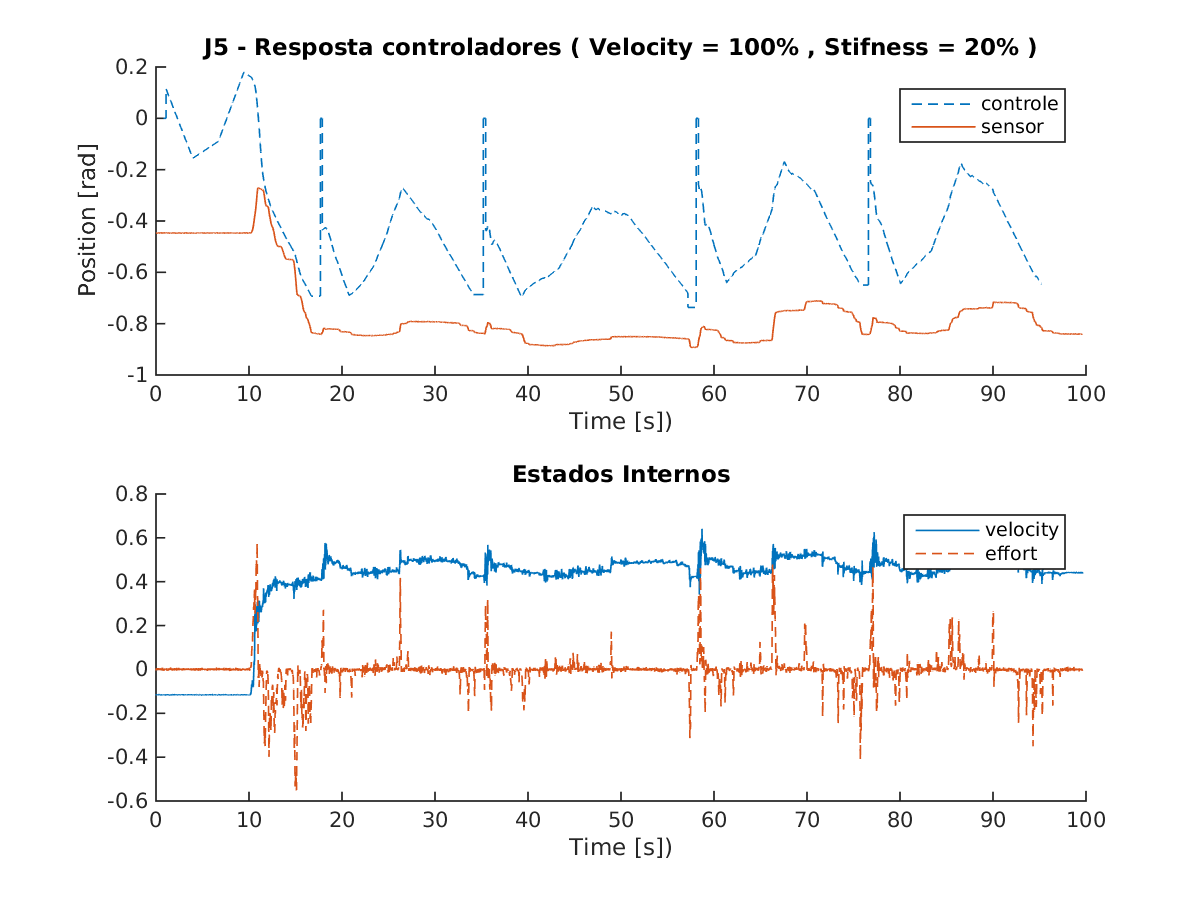 J5 - Resposta controladores ( Velocity = 100% , Stifness = 20% )
0.2
0
-0.2
-0.4
-0.6
-0.8
-1
Position [rad]
controle
sensor
0 10 20 30 40 50 60 70 80 90 100
Time [s])
Estados Internos
0.8
0.6
0.4
0.2
0
-0.2
-0.4
-0.6
velocity
effort
0 10 20 30 40 50 60 70 80 90 100
Time [s])